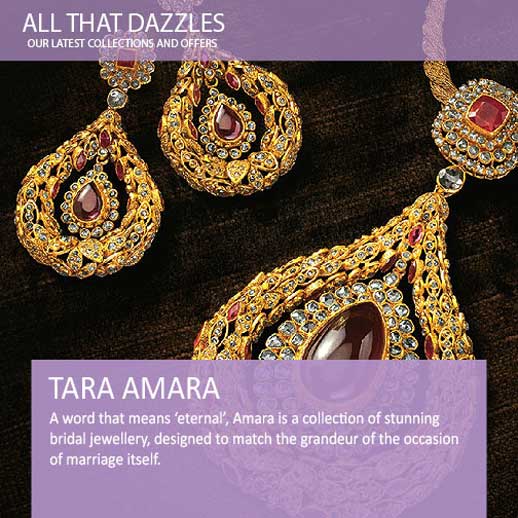 ALL THAT DAZZLES
OUR LATEST COLLECTIONS AND OFFERS
TARA AMARA
A word that means ‘eternal’, Amara is a collection of stunning
bridal jewellery, designed to match the grandeur of the occasion
of marriage itself.